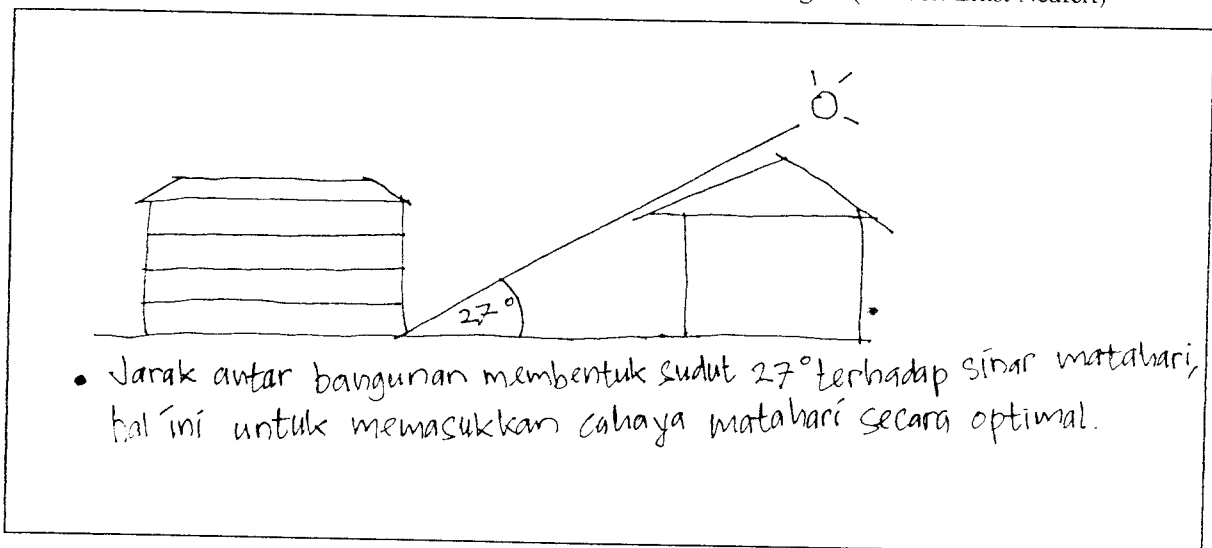 27°
• Jarak antar bangunan membentuk sudut 27° terhadap sinar matahari,
hal ini untuk memasukkan cahaya matahari secara optimal.